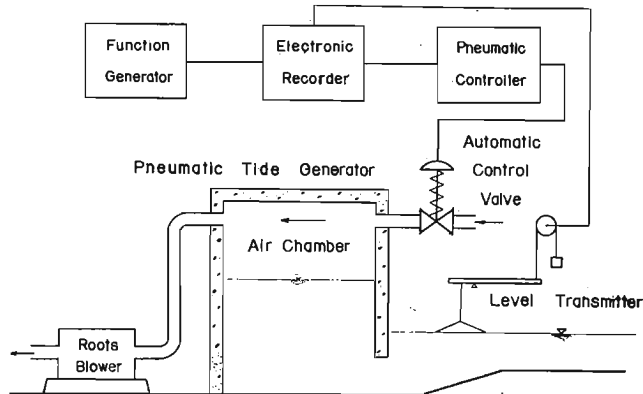 Function
Generator
Electronic
Recorder
Pneumatic
Controller
Automatic
Control
Valve
Pneumatic Tide Generator
Air Chamber
Level Transmitter
Roots
Blower